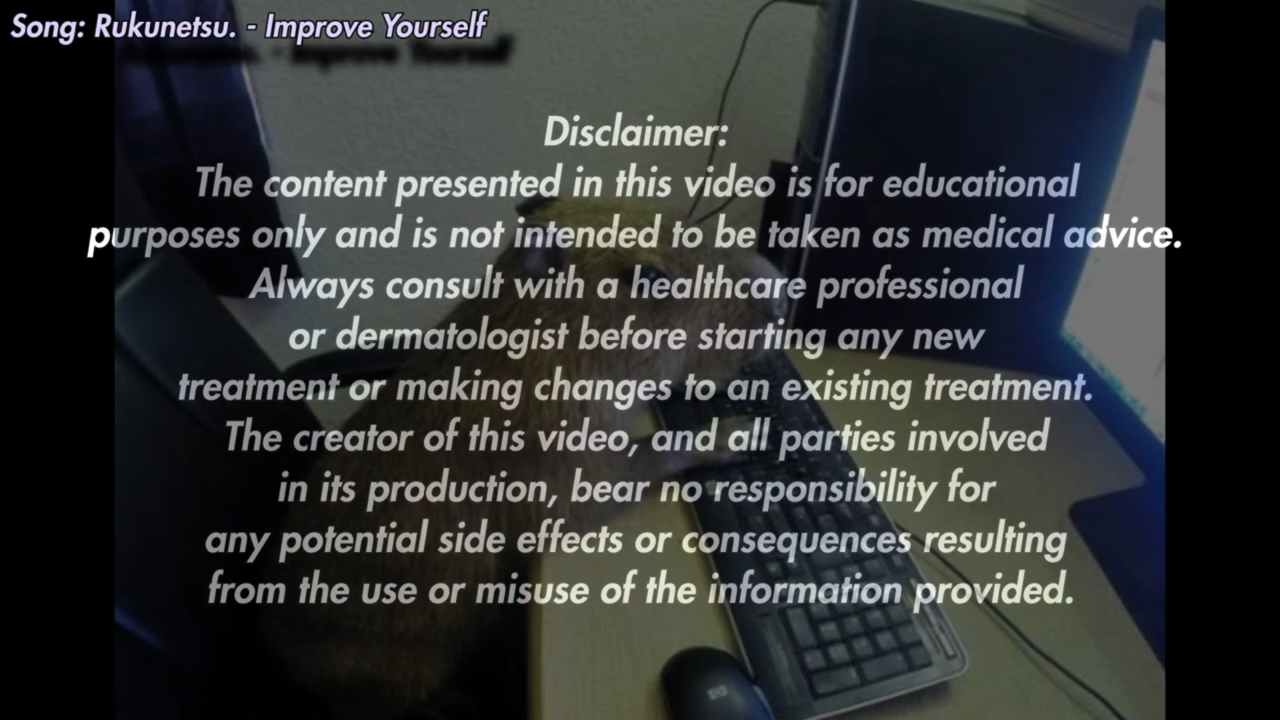 Song: Rukunetsu. - Improve Yourself
Disclaimer:
The content presented in this video is for educational
purposes only and is not intended to be taken as medical advice.
Always consult with a healthcare professional
or dermatologist before starting any new
treatment or making changes to an existing treatment.
The creator of this video, and all parties involved
in its production, bear no responsibility for
any potential side effects or consequences resulting
from the use or misuse of the information provided.
hp